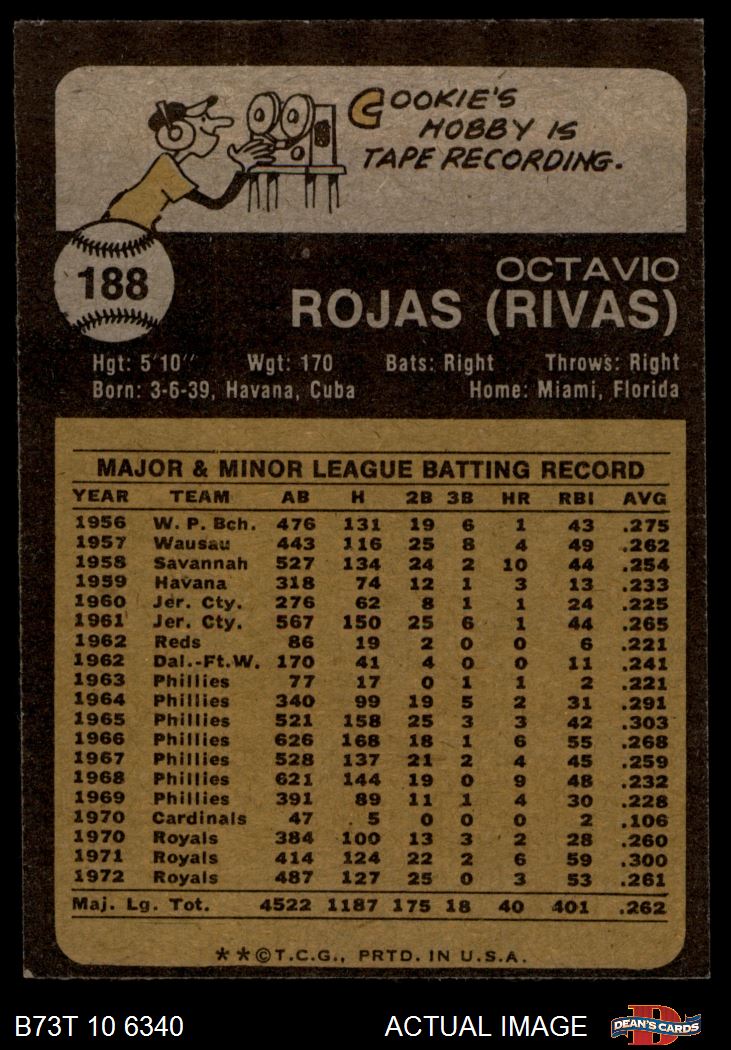 COOKIE'S
HOBBY IS
TAPE RECORDING.
188
OCTAVIO
ROJAS (RIVAS)
Hgt: 5'10" Wgt: 170 Bats: Right Throws: Right
Born: 3-6-39, Havana, Cuba Home: Miami, Florida
MAJOR & MINOR LEAGUE BATTING RECORD
YEAR TEAM AB H 2B 3B HR RBI AVG
1956 W. P. Bch. 476 131 19 6 1 43 .275
1957 Wausau 443 116 25 8 4 49 .262
1958 Savannah 527 134 24 2 10 44 .254
1959 Havana 318 74 12 1 3 13 .233
1960 Jer. Cty. 276 62 8 1 1 24 .225
1961 Jer. Cty. 567 150 25 6 1 44 .265
1962 Reds 86 19 2 0 0 6 .221
1962 Dal.-Ft.W. 170 41 4 0 0 11 .241
1963 Phillies 77 17 0 1 1 2 .221
1964 Phillies 340 99 19 5 2 31 .291
1965 Phillies 521 158 25 3 3 42 .303
1966 Phillies 626 168 18 1 6 55 .268
1967 Phillies 528 137 21 2 4 45 .259
1968 Phillies 621 144 19 0 9 48 .232
1969 Phillies 391 89 11 1 4 30 .228
1970 Cardinals 47 5 0 0 0 2 .106
1970 Royals 384 100 13 3 2 28 .260
1971 Royals 414 124 22 2 6 59 .300
1972 Royals 487 127 25 0 3 53 .261
Maj. Lg. Tot. 4522 1187 175 18 40 401 .262
**©T.C.G., PRTD. IN U.S.A.
B73T 10 6340 ACTUAL IMAGE D DEAN'S CARDS